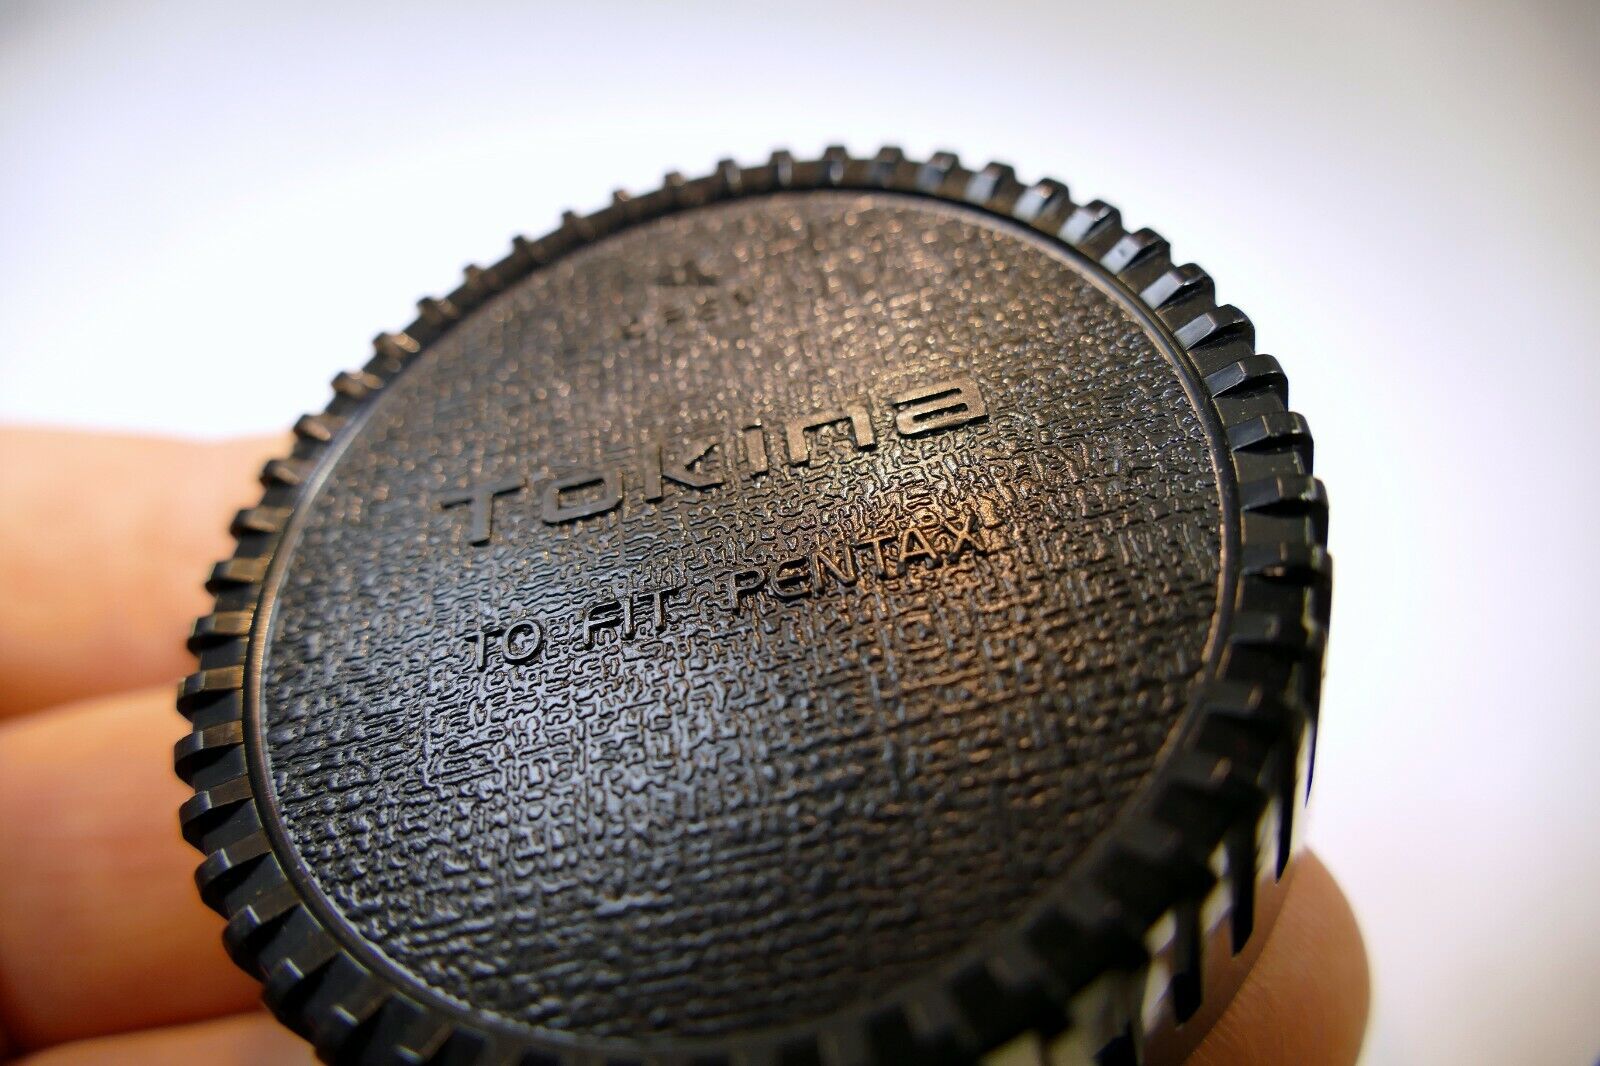 Tokina
TO FIT PENTAX